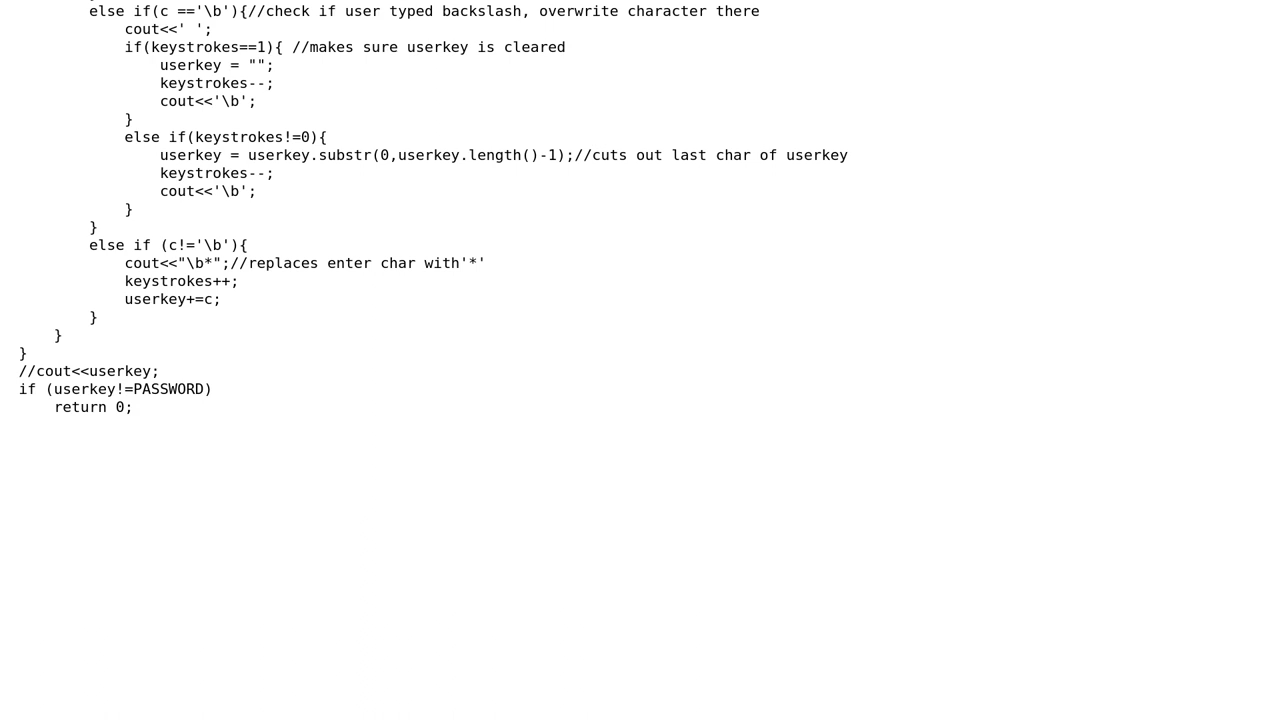 else if(c =='\b'){//check if user typed backslash, overwrite character there
cout<<' ';
if(keystrokes==1){ //makes sure userkey is cleared
userkey = "";
keystrokes--;
cout<<'\b';
}
else if(keystrokes!=0){
userkey = userkey.substr(0,userkey.length()-1);//cuts out last char of userkey
keystrokes--;
cout<<'\b';
}
}
else if (c!='\b'){
cout<<"\b*";//replaces enter char with'*'
keystrokes++;
userkey+=c;
}
}
}
//cout<<userkey;
if (userkey!=PASSWORD)
return 0;